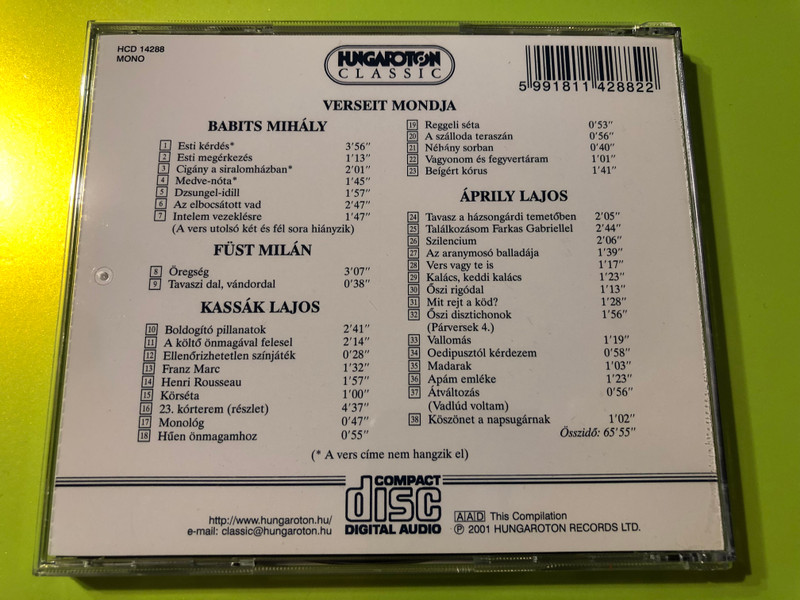 HCD 14288
MONO
HUNGAROTON
CLASSIC
5 991811 428822
VERSEIT MONDJA
BABITS MIHÁLY
1 Esti kérdés* 3'56"
2 Esti megérkezés 1'13"
3 Cigány a siralomházban* 2'01"
4 Medve-nóta* 1'45"
5 Dzsungel-idill 1'57"
6 Az elbocsátott vad 2'47"
7 Intelem vezeklésre 1'47"
(A vers utolsó két és fél sora hiányzik)
FÜST MILÁN
8 Öregség 3'07"
9 Tavaszi dal, vándordal 0'38"
KASSÁK LAJOS
10 Boldogító pillanatok 2'41"
11 A költő önmagával felesel 2'14"
12 Ellenőrizhetetlen színjáték 0'28"
13 Franz Marc 1'32"
14 Henri Rousseau 1'57"
15 Körséta 1'00"
16 23. kórterem (részlet) 4'37"
17 Monológ 0'47"
18 Hűen önmagamhoz 0'55"
19 Reggeli séta 0'53"
20 A szálloda teraszán 0'56"
21 Néhány sorban 0'40"
22 Vagyonom és fegyvertáram 1'01"
23 Beígért kórus 1'41"
ÁPRILY LAJOS
24 Tavasz a házsongárdi temetőben 2'05"
25 Találkozásom Farkas Gabriellel 2'44"
26 Szilencium 2'06"
27 Az aranymosó balladája 1'39"
28 Vers vagy te is 1'17"
29 Kalács, keddi kalács 1'23"
30 Őszi rigódal 1'13"
31 Mit rejt a köd? 1'28"
32 Őszi disztichonok 1'56"
(Párversek 4.)
33 Vallomás 1'19"
34 Oedipustól kérdezem 0'58"
35 Madarak 1'03"
36 Apám emléke 1'23"
37 Átváltozás 0'56"
(Vadlúd voltam)
38 Köszönet a napsugárnak 1'02"
Összidő: 65'55"
(* A vers címe nem hangzik el)
http://www.hungaroton.hu/
e-mail: classic@hungaroton.hu
COMPACT
disc
DIGITAL AUDIO
AAD This Compilation
℗ 2001 HUNGAROTON RECORDS LTD.